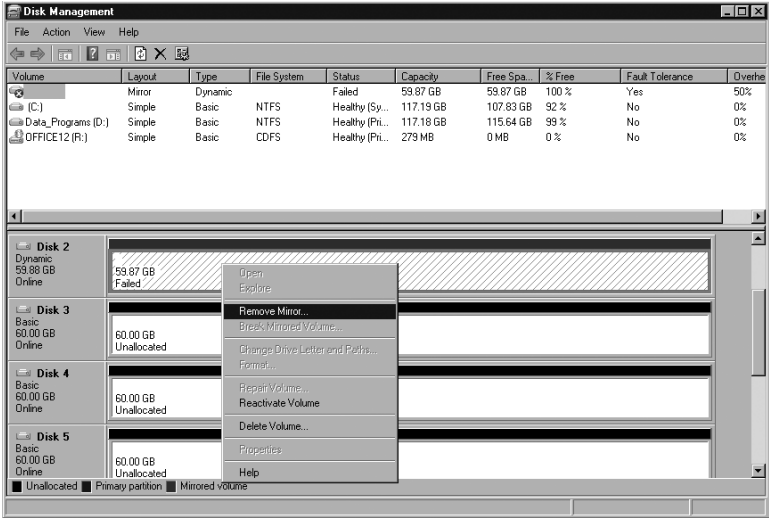 Disk Management
File Action View Help
Volume Layout Type File System Status Capacity Free Spa... % Free Fault Tolerance Overhe
Mirror Dynamic Failed 59.87 GB 59.87 GB 100 % Yes 50%
(C:) Simple Basic NTFS Healthy (Sy... 117.19 GB 107.83 GB 92 % No 0%
Data_Programs (D:) Simple Basic NTFS Healthy (Pri... 117.18 GB 115.64 GB 99 % No 0%
OFFICE12 (R:) Simple Basic CDFS Healthy (Pri... 279 MB 0 MB 0 % No 0%
Disk 2
Dynamic
59.88 GB
Online
59.87 GB
Failed
Disk 3
Basic
60.00 GB
Online
60.00 GB
Unallocated
Disk 4
Basic
60.00 GB
Online
60.00 GB
Unallocated
Disk 5
Basic
60.00 GB
Online
60.00 GB
Unallocated
Open
Explore
Remove Mirror...
Break Mirrored Volume...
Change Drive Letter and Paths...
Format...
Repair Volume...
Reactivate Volume
Delete Volume...
Properties
Help
Unallocated Primary partition Mirrored volume